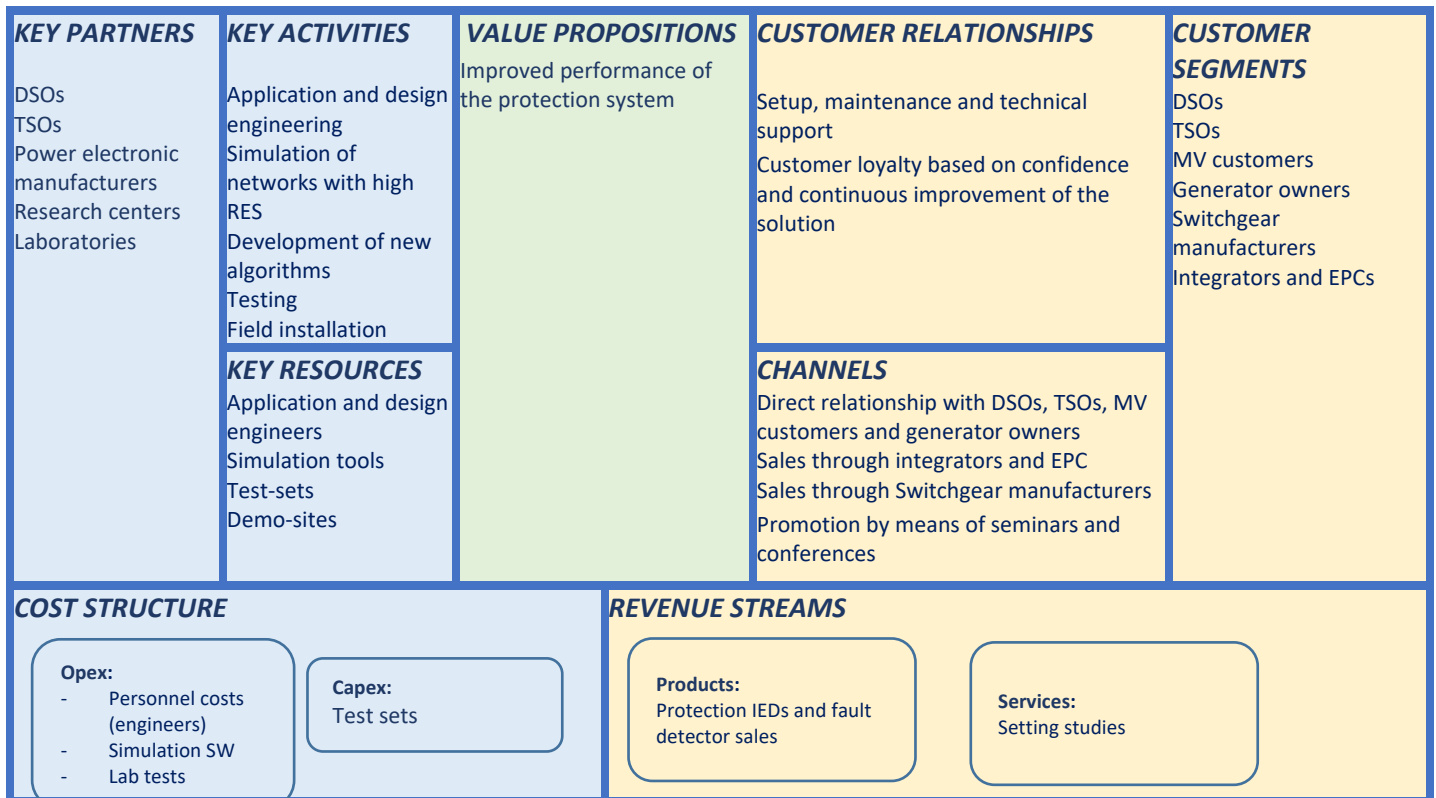 KEY PARTNERS
DSOs
TSOs
Power electronic
manufacturers
Research centers
Laboratories
KEY ACTIVITIES
Application and design
engineering
Simulation of
networks with high
RES
Development of new
algorithms
Testing
Field installation
KEY RESOURCES
Application and design
engineers
Simulation tools
Test-sets
Demo-sites
VALUE PROPOSITIONS
Improved performance of
the protection system
CUSTOMER RELATIONSHIPS
Setup, maintenance and technical
support
Customer loyalty based on confidence
and continuous improvement of the
solution
CHANNELS
Direct relationship with DSOs, TSOs, MV
customers and generator owners
Sales through integrators and EPC
Sales through Switchgear manufacturers
Promotion by means of seminars and
conferences
CUSTOMER
SEGMENTS
DSOs
TSOs
MV customers
Generator owners
Switchgear
manufacturers
Integrators and EPCs
COST STRUCTURE
Opex:
- Personnel costs
(engineers)
- Simulation SW
- Lab tests
Capex:
Test sets
REVENUE STREAMS
Products:
Protection IEDs and fault
detector sales
Services:
Setting studies